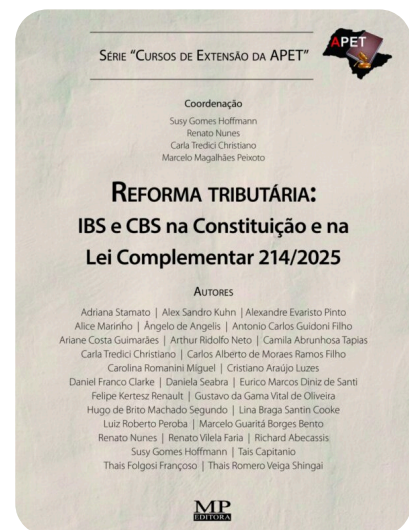 SÉRIE "CURSOS DE EXTENSÃO DA APET"
APET
Coordenação
Susy Gomes Hoffmann
Renato Nunes
Carla Tredici Christiano
Marcelo Magalhães Peixoto
REFORMA TRIBUTÁRIA:
IBS e CBS na Constituição e na
Lei Complementar 214/2025
AUTORES
Adriana Stamato | Alex Sandro Kuhn | Alexandre Evaristo Pinto
Alice Marinho | Ângelo de Angelis | Antonio Carlos Guidoni Filho
Ariane Costa Guimarães | Arthur Ridolfo Neto | Camila Abrunhosa Tapias
Carla Tredici Christiano | Carlos Alberto de Moraes Ramos Filho
Carolina Romanini Miguel | Cristiano Araújo Luzes
Daniel Franco Clarke | Daniela Seabra | Eurico Marcos Diniz de Santi
Felipe Kertesz Renault | Gustavo da Gama Vital de Oliveira
Hugo de Brito Machado Segundo | Lina Braga Santin Cooke
Luiz Roberto Peroba | Marcelo Guaritá Borges Bento
Renato Nunes | Renato Vilela Faria | Richard Abecassis
Susy Gomes Hoffmann | Tais Capitanio
Thais Folgosi Françoso | Thais Romero Veiga Shingai
MP
EDITORA